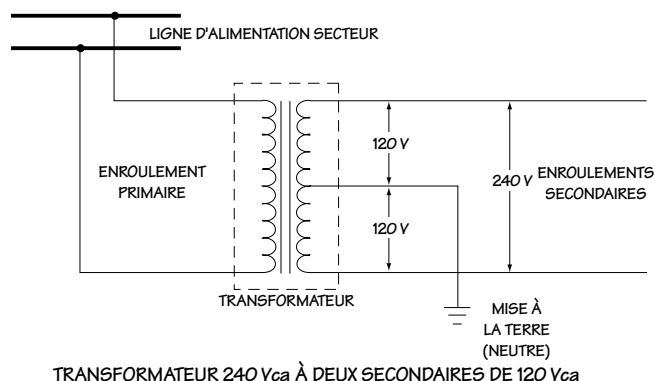 LIGNE D'ALIMENTATION SECTEUR
ENROULEMENT
PRIMAIRE
120 V
120 V
240 V
ENROULEMENTS
SECONDAIRES
TRANSFORMATEUR
MISE À
LA TERRE
(NEUTRE)
TRANSFORMATEUR 240 Vca À DEUX SECONDAIRES DE 120 Vca